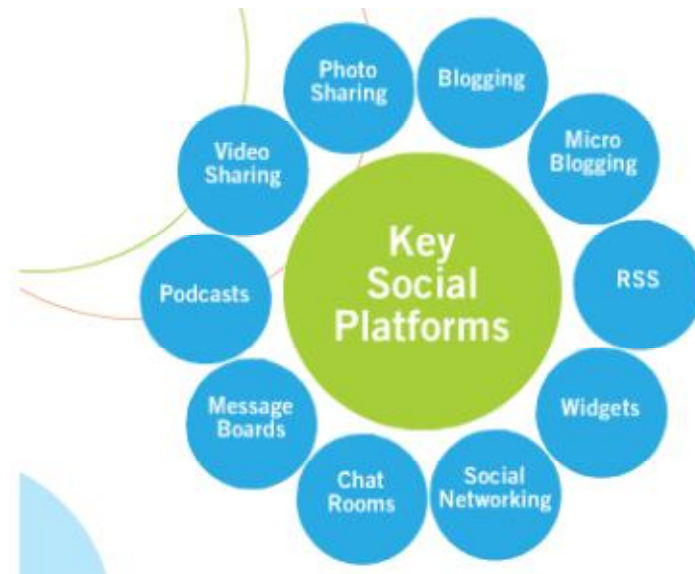 Photo
Sharing
Blogging
Micro
Blogging
RSS
Widgets
Social
Networking
Chat
Rooms
Message
Boards
Podcasts
Video
Sharing
Key
Social
Platforms